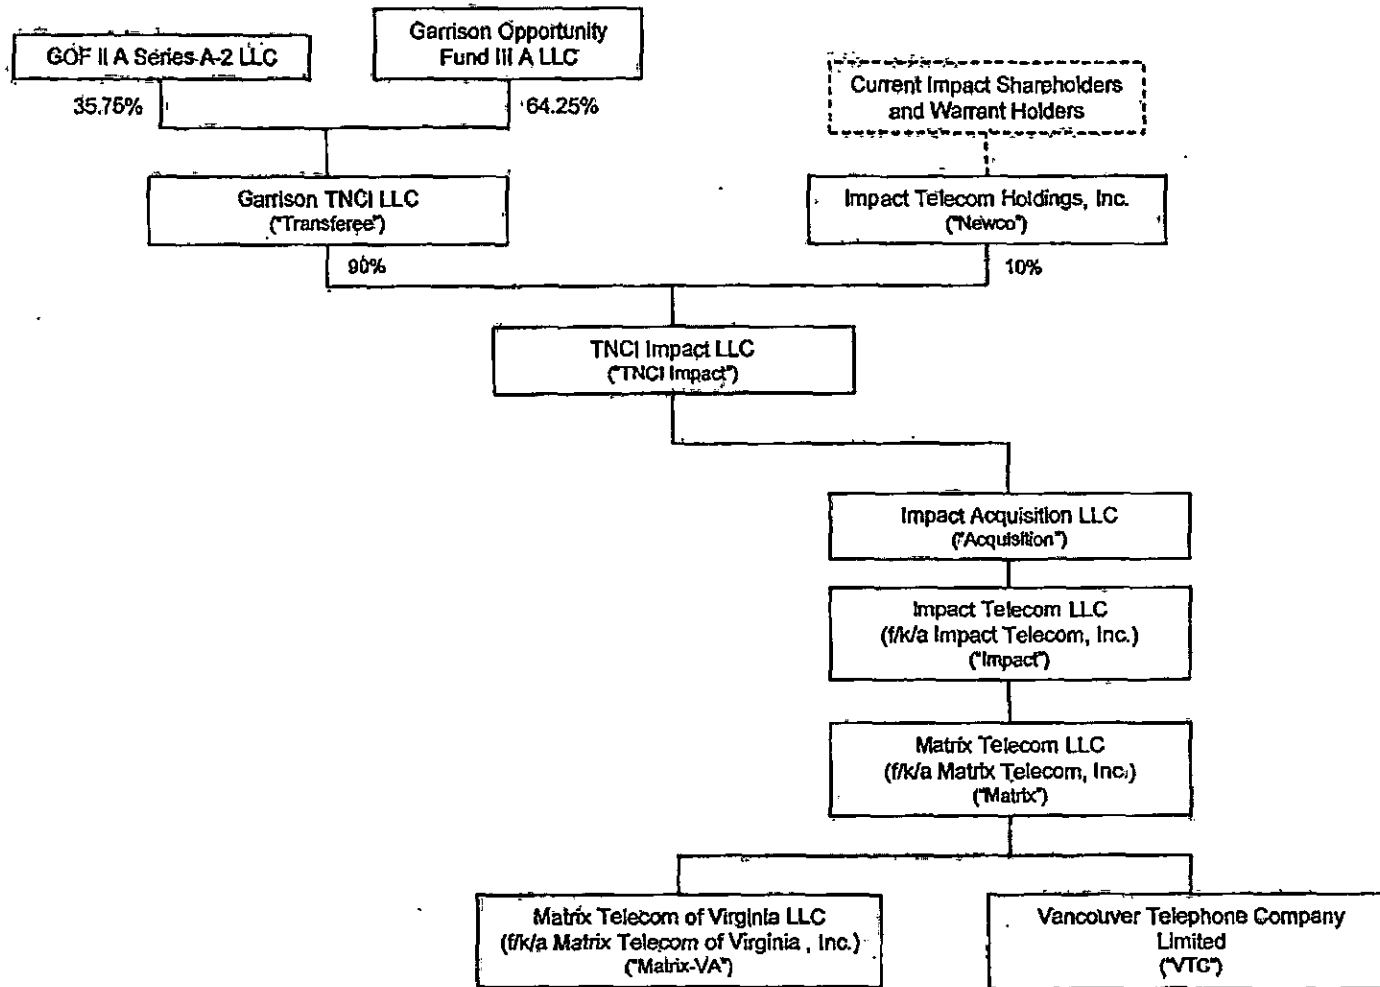 GOF II A Series A-2 LLC
Garrison Opportunity
Fund III A LLC
35.75%
64.25%
Current Impact Shareholders
and Warrant Holders
Garrison TNCI LLC
("Transferee")
Impact Telecom Holdings, Inc.
("Newco")
90%
10%
TNCI Impact LLC
("TNCI Impact")
Impact Acquisition LLC
("Acquisition")
Impact Telecom LLC
(f/k/a Impact Telecom, Inc.)
("Impact")
Matrix Telecom LLC
(f/k/a Matrix Telecom, Inc.)
("Matrix")
Matrix Telecom of Virginia LLC
(f/k/a Matrix Telecom of Virginia , Inc.)
("Matrix-VA")
Vancouver Telephone Company
Limited
("VTC")